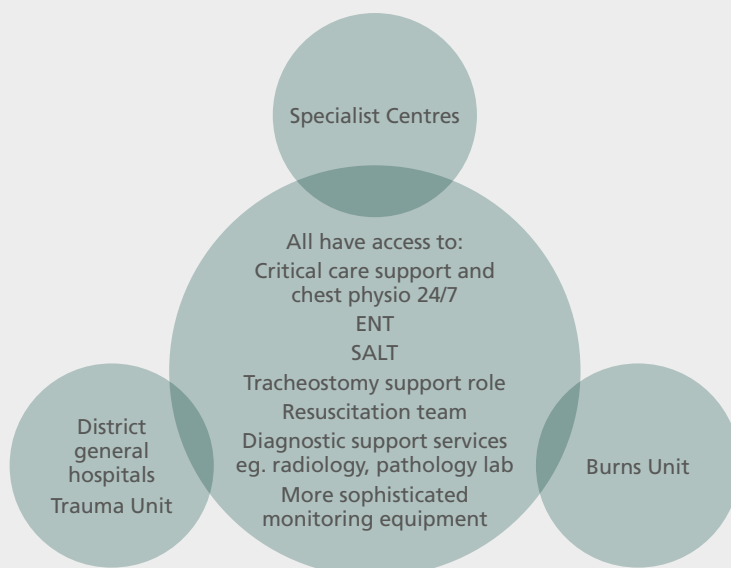 Specialist Centres
All have access to:
Critical care support and
chest physio 24/7
ENT
SALT
Tracheostomy support role
Resuscitation team
Diagnostic support services
eg. radiology, pathology lab
More sophisticated
monitoring equipment
District
general
hospitals
Trauma Unit
Burns Unit